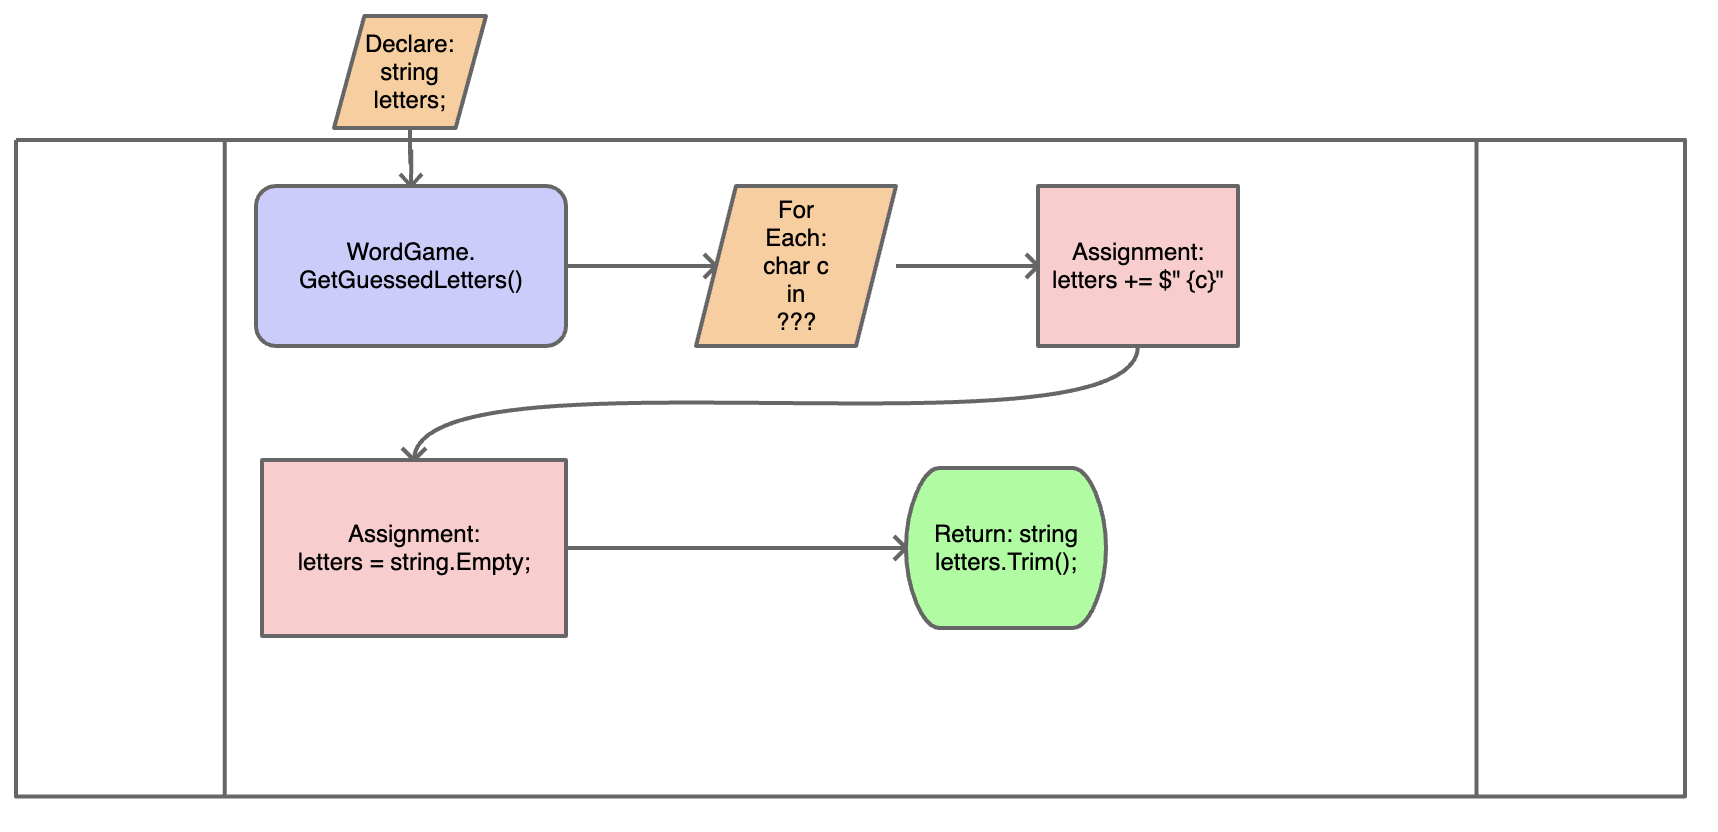 Declare:
string
letters;
WordGame.
GetGuessedLetters()
For
Each:
char c
in
???
Assignment:
letters += $" {c}"
Assignment:
letters = string.Empty;
Return: string
letters.Trim();